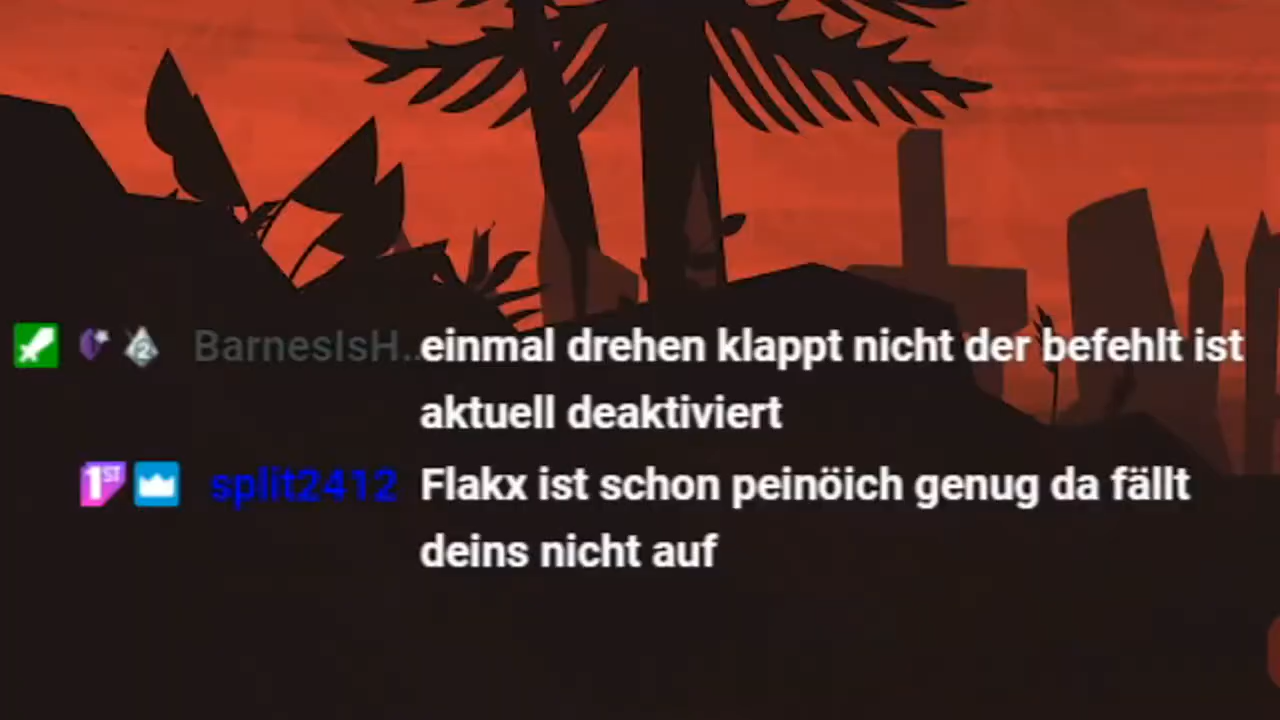 BarnesIsH.. einmal drehen klappt nicht der befehlt ist
aktuell deaktiviert
1ST split2412 Flakx ist schon peinöich genug da fällt
deins nicht auf